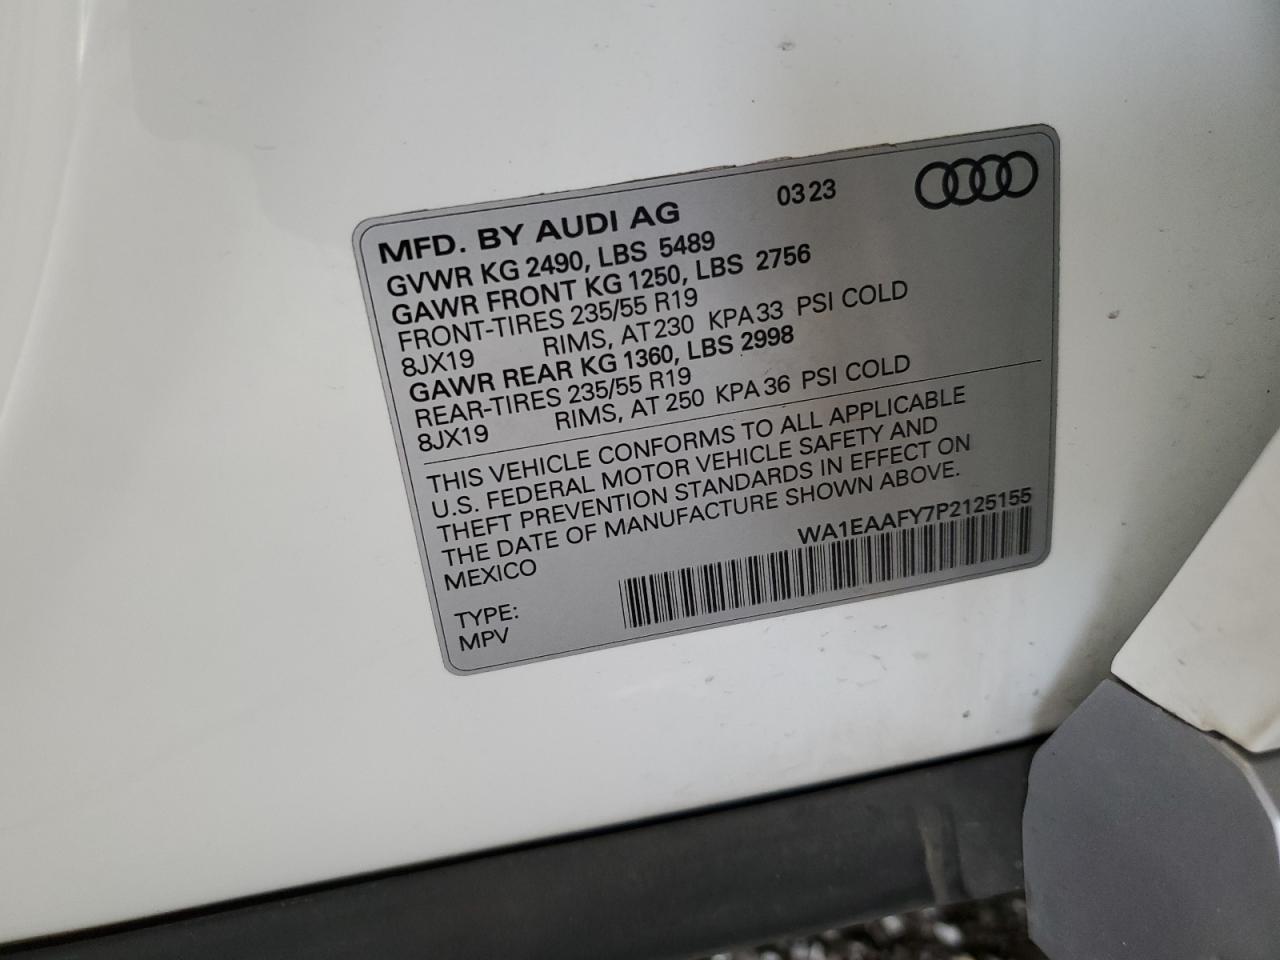 MFD. BY AUDI AG 03 23
GVWR KG 2490, LBS 5489
GAWR FRONT KG 1250, LBS 2756
FRONT-TIRES 235/55 R19
8JX19 RIMS, AT 230 KPA 33 PSI COLD
GAWR REAR KG 1360, LBS 2998
REAR-TIRES 235/55 R19
8JX19 RIMS, AT 250 KPA 36 PSI COLD
THIS VEHICLE CONFORMS TO ALL APPLICABLE
U.S. FEDERAL MOTOR VEHICLE SAFETY AND
THEFT PREVENTION STANDARDS IN EFFECT ON
THE DATE OF MANUFACTURE SHOWN ABOVE.
MEXICO WA1EAAFY7P2125155
TYPE:
MPV